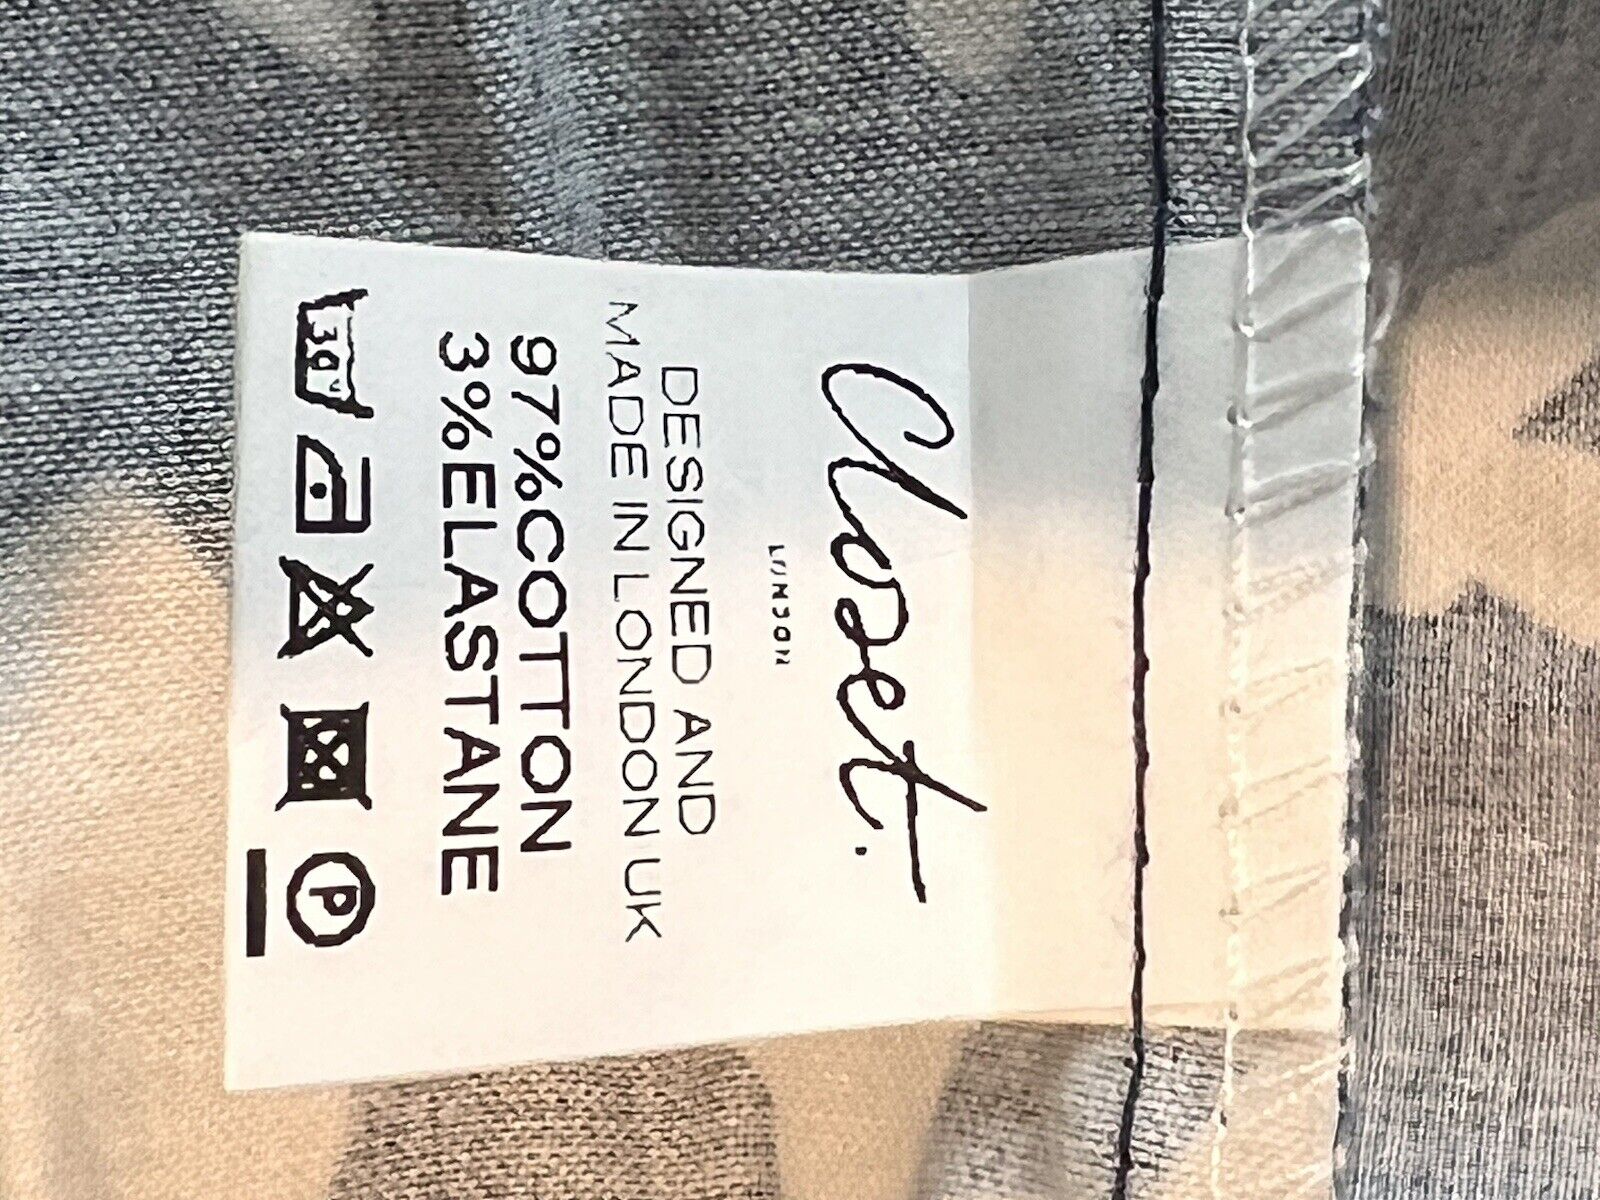 Closet.
LONDON
DESIGNED AND
MADE IN LONDON UK
97%COTTON
3%ELASTANE
30° P